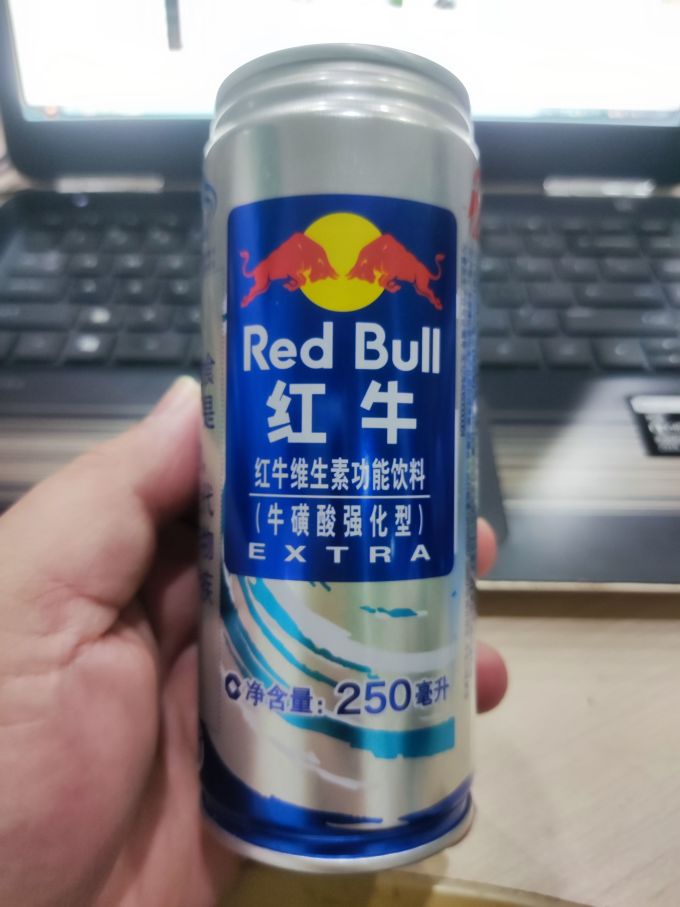 Red Bull
红牛
红牛维生素功能饮料
(牛磺酸强化型)
EXTRA
净含量：250毫升